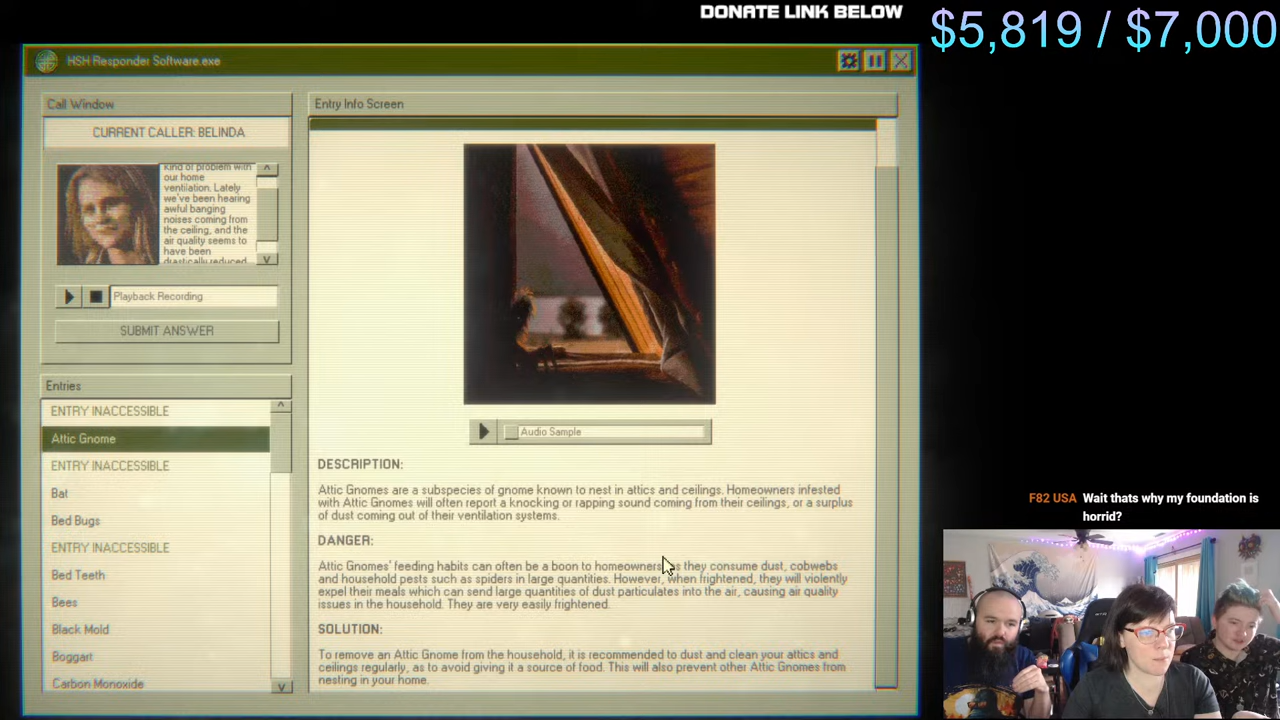 DONATE LINK BELOW
$5,819 / $7,000
HSH Responder Software.exe
Call Window
CURRENT CALLER: BELINDA
kind of problem with
our home
ventilation. Lately
we've been hearing
awful banging
noises coming from
the ceiling, and the
air quality seems to
have been
drastically reduced
Playback Recording
SUBMIT ANSWER
Entries
ENTRY INACCESSIBLE
Attic Gnome
ENTRY INACCESSIBLE
Bat
Bed Bugs
ENTRY INACCESSIBLE
Bed Teeth
Bees
Black Mold
Boggart
Carbon Monoxide
Entry Info Screen
Audio Sample
DESCRIPTION:
Attic Gnomes are a subspecies of gnome known to nest in attics and ceilings. Homeowners infested
with Attic Gnomes will often report a knocking or rapping sound coming from their ceilings, or a surplus
of dust coming out of their ventilation systems.
DANGER:
Attic Gnomes' feeding habits can often be a boon to homeowners, as they consume dust, cobwebs
and household pests such as spiders in large quantities. However, when frightened, they will violently
expel their meals which can send large quantities of dust particulates into the air, causing air quality
issues in the household. They are very easily frightened.
SOLUTION:
To remove an Attic Gnome from the household, it is recommended to dust and clean your attics and
ceilings regularly, as to avoid giving it a source of food. This will also prevent other Attic Gnomes from
nesting in your home.
F82 USA Wait thats why my foundation is
horrid?